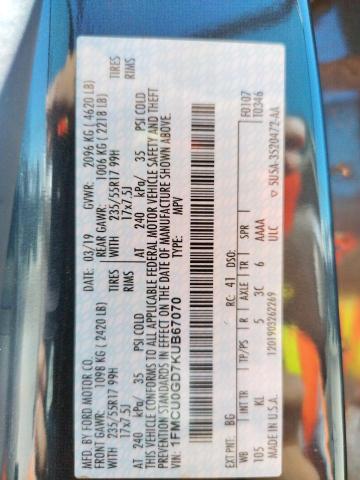 MFD. BY FORD MOTOR CO.
DATE: 03/19 GVWR: 2096 KG ( 4620 LB)
FRONT GAWR: 1098 KG ( 2420 LB) REAR GAWR: 1006 KG ( 2218 LB)
WITH 235/55R17 99H TIRES WITH 235/55R17 99H TIRES
17x7.5J RIMS 17x7.5J RIMS
AT 240 kPa/ 35 PSI COLD AT 240 kPa/ 35 PSI COLD
THIS VEHICLE CONFORMS TO ALL APPLICABLE FEDERAL MOTOR VEHICLE SAFETY AND THEFT
PREVENTION STANDARDS IN EFFECT ON THE DATE OF MANUFACTURE SHOWN ABOVE.
VIN: 1FMCU0GD7KUB67070
TYPE: MPV
F0107
T0346
EXT PNT: BG RC: 41 DSO:
WB INT TR TP/PS R AXLE TR SPR
105 KL 5 3C 6 AAAA
ULC
MADE IN U.S.A. 1201903262269
5U5A-3520472-AA